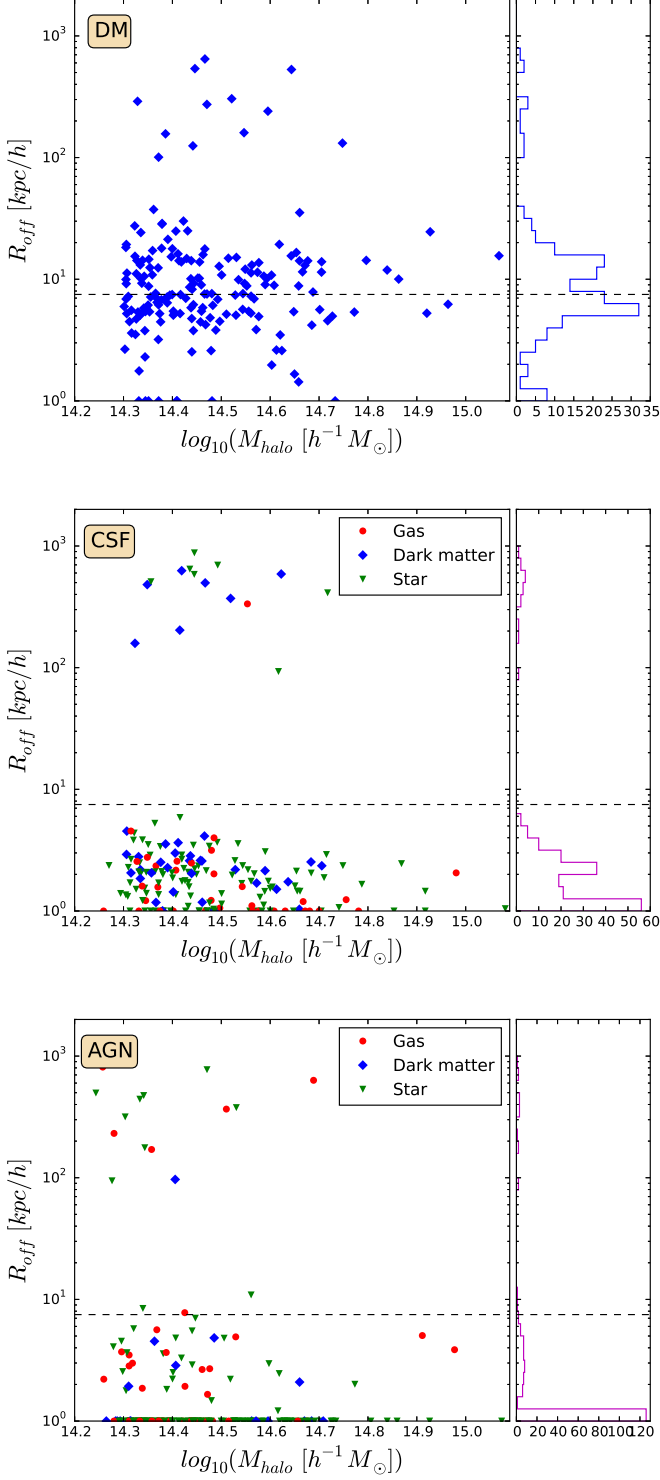 DM
10³
10²
10¹
10⁰
R_off [kpc/h]
14.2 14.3 14.4 14.5 14.6 14.7 14.8 14.9 15.0
0 5 10 15 20 25 30 35
log₁₀(M_halo [h⁻¹ M_⊙])
CSF
Gas
Dark matter
Star
10³
10²
10¹
10⁰
R_off [kpc/h]
14.2 14.3 14.4 14.5 14.6 14.7 14.8 14.9 15.0
0 10 20 30 40 50 60
log₁₀(M_halo [h⁻¹ M_⊙])
AGN
Gas
Dark matter
Star
10³
10²
10¹
10⁰
R_off [kpc/h]
14.2 14.3 14.4 14.5 14.6 14.7 14.8 14.9 15.0
0 20 40 60 80 100 120
log₁₀(M_halo [h⁻¹ M_⊙])